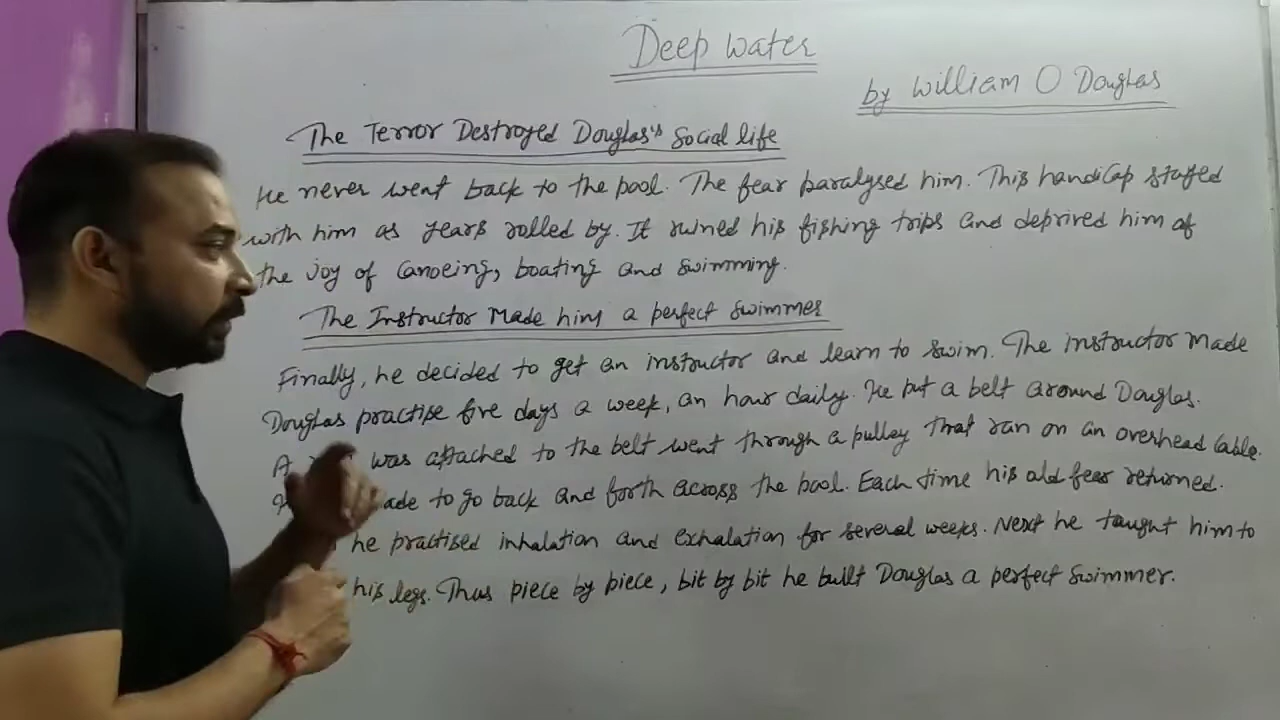 Deep water
by William O Douglas
The Terror Destroyed Douglas's Social life
He never went back to the pool. The fear paralysed him. This handicap stayed
with him as years rolled by. It ruined his fishing trips and deprived him of
the joy of canoeing, boating and swimming.
The Instructor Made him a perfect swimmer
Finally, he decided to get an instructor and learn to swim. The instructor made
Douglas practise five days a week, an hour daily. He put a belt around Douglas.
A was attached to the belt went through a pulley that ran on an overhead cable.
to go back and forth across the pool. Each time his old fear returned.
he practised inhalation and exhalation for several weeks. Next he taught him to
his legs. Thus piece by piece, bit by bit he built Douglas a perfect swimmer.